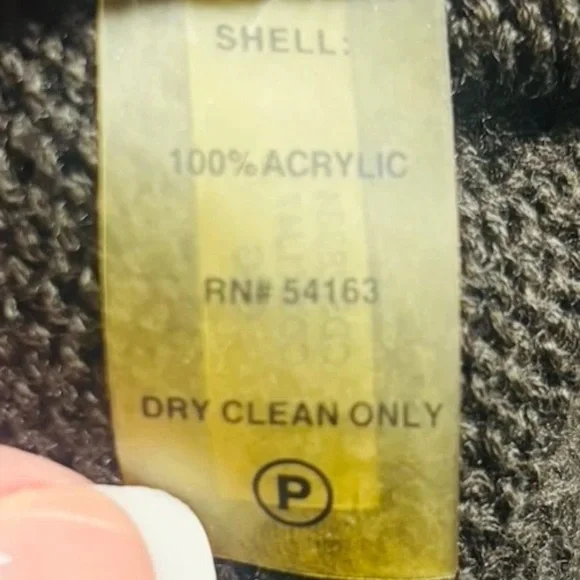 SHELL:
100% ACRYLIC
RN# 54163
DRY CLEAN ONLY
P